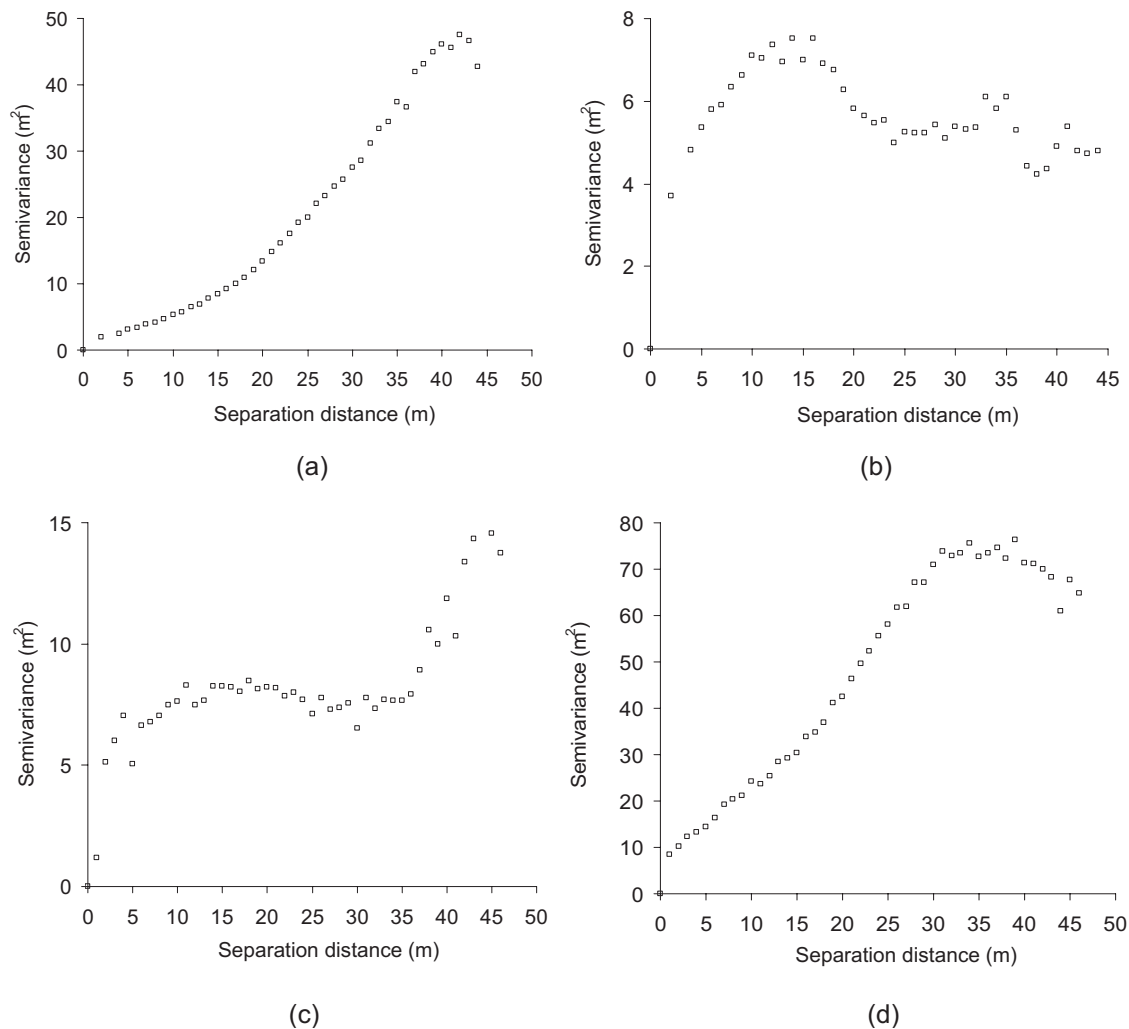 50
40
30
20
10
0
Semivariance (m²)
0 5 10 15 20 25 30 35 40 45 50
Separation distance (m)
(a)
8
6
4
2
0
Semivariance (m²)
0 5 10 15 20 25 30 35 40 45
Separation distance (m)
(b)
15
10
5
0
Semivariance (m²)
0 5 10 15 20 25 30 35 40 45 50
Separation distance (m)
(c)
80
70
60
50
40
30
20
10
0
Semivariance (m²)
0 5 10 15 20 25 30 35 40 45 50
Separation distance (m)
(d)